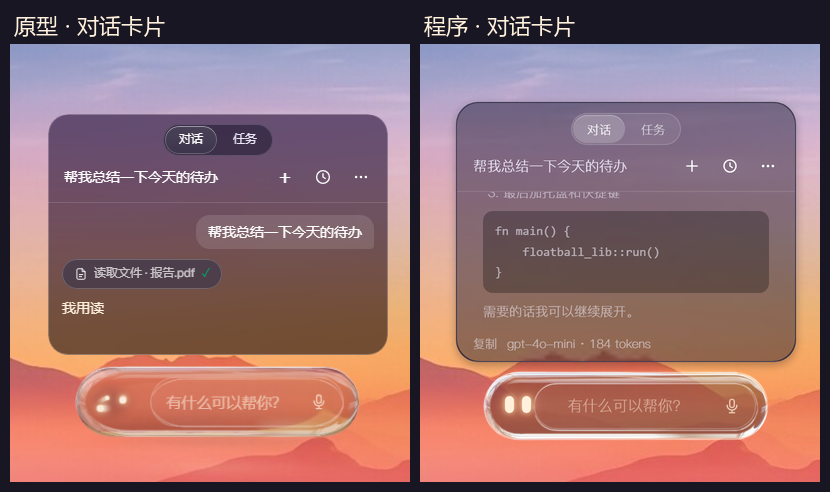 原型 · 对话卡片
对话 任务
帮我总结一下今天的待办
帮我总结一下今天的待办
读取文件 · 报告.pdf ✓
我用读
有什么可以帮你?
程序 · 对话卡片
对话 任务
帮我总结一下今天的待办
3. 最后加托盘和快捷键
fn main() {
floatball_lib::run()
}
需要的话我可以继续展开。
复制 gpt-4o-mini · 184 tokens
有什么可以帮你?